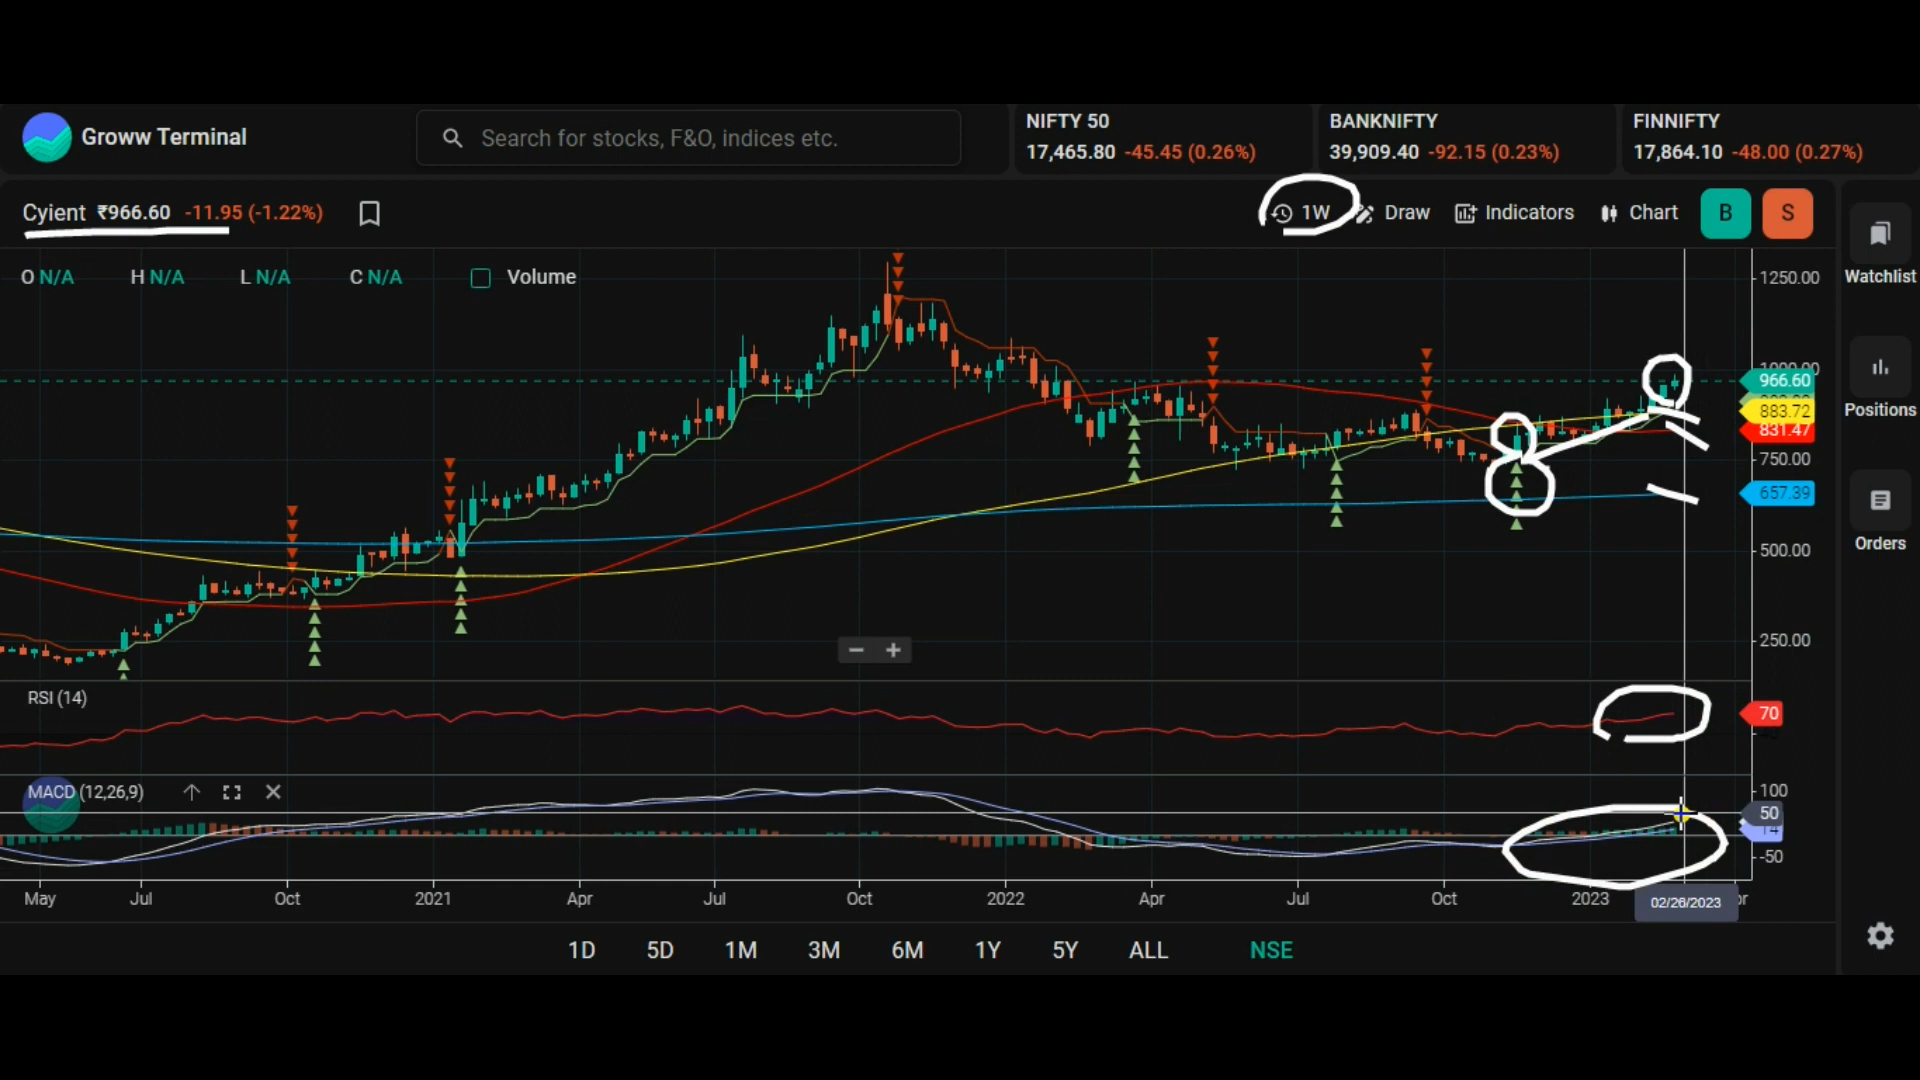 Groww Terminal
Search for stocks, F&O, indices etc.
NIFTY 50
17,465.80 -45.45 (0.26%)
BANKNIFTY
39,909.40 -92.15 (0.23%)
FINNIFTY
17,864.10 -48.00 (0.27%)
Cyient ₹966.60 -11.95 (-1.22%)
1W
Draw
Indicators
Chart
B
S
O N/A H N/A L N/A C N/A Volume
Watchlist
Positions
Orders
1250.00
966.60
883.72
831.47
750.00
657.39
500.00
250.00
RSI (14)
70
MACD (12,26,9)
100
50
-50
May Jul Oct 2021 Apr Jul Oct 2022 Apr Jul Oct 2023 02/26/2023
1D 5D 1M 3M 6M 1Y 5Y ALL NSE